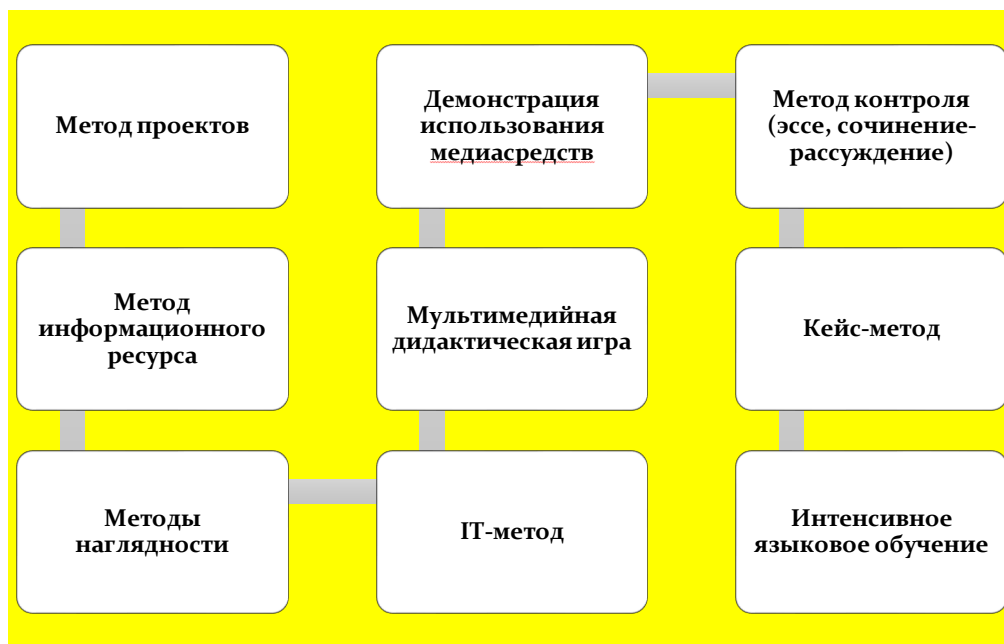 Метод проектов
Метод
информационного
ресурса
Методы
наглядности
IT-метод
Мультимедийная
дидактическая игра
Демонстрация
использования
медиасредств
Метод контроля
(эссе, сочинение-
рассуждение)
Кейс-метод
Интенсивное
языковое обучение